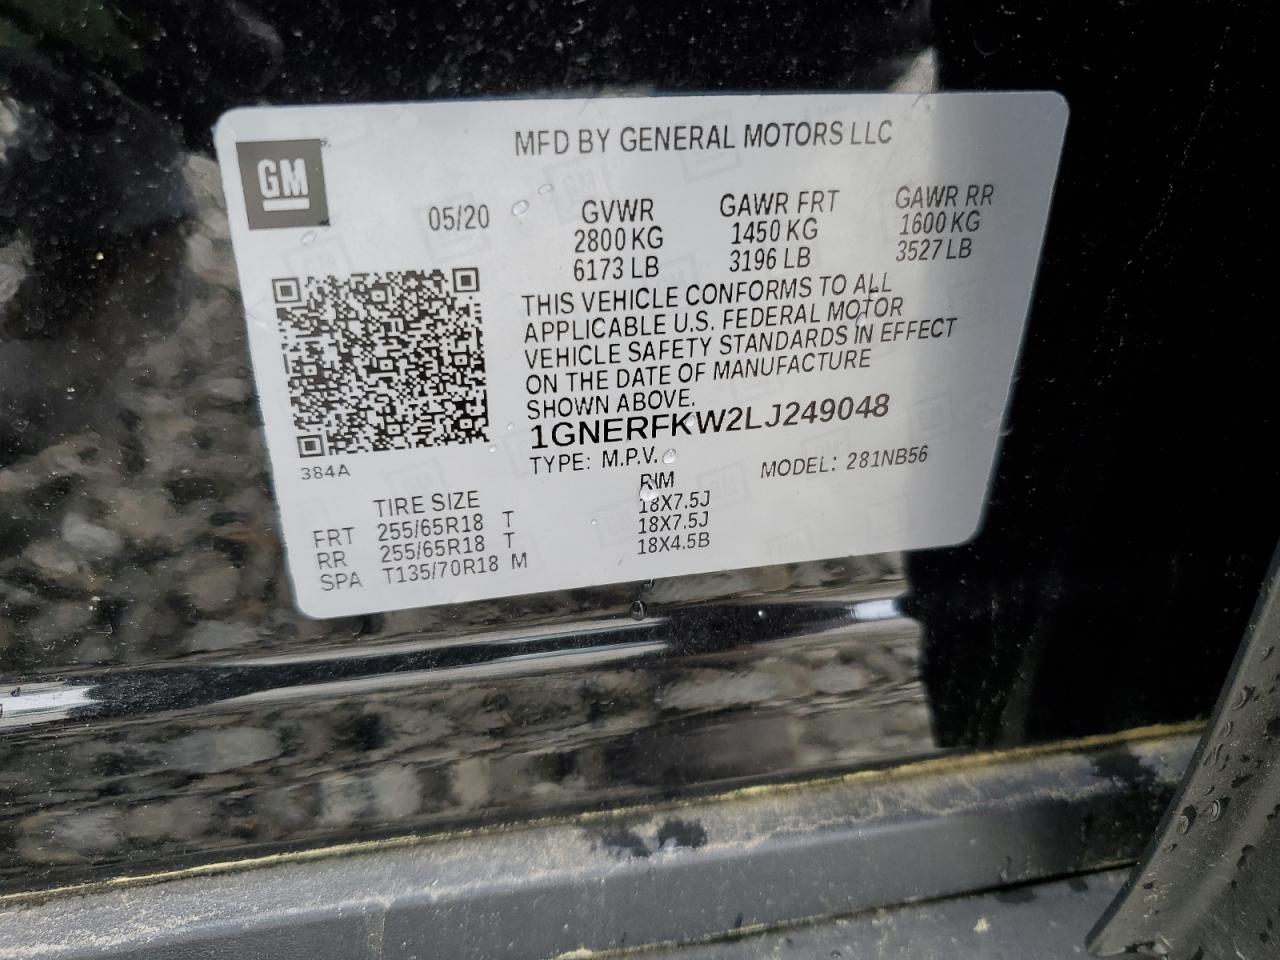 MFD BY GENERAL MOTORS LLC
GM
05/20
GVWR GAWR FRT GAWR RR
2800 KG 1450 KG 1600 KG
6173 LB 3196 LB 3527 LB
THIS VEHICLE CONFORMS TO ALL
APPLICABLE U.S. FEDERAL MOTOR
VEHICLE SAFETY STANDARDS IN EFFECT
ON THE DATE OF MANUFACTURE
SHOWN ABOVE.
1GNERFKW2LJ249048
384A
TYPE: M.P.V. MODEL: 281NB56
TIRE SIZE RIM
FRT 255/65R18 T 18X7.5J
RR 255/65R18 T 18X7.5J
SPA T135/70R18 M 18X4.5B